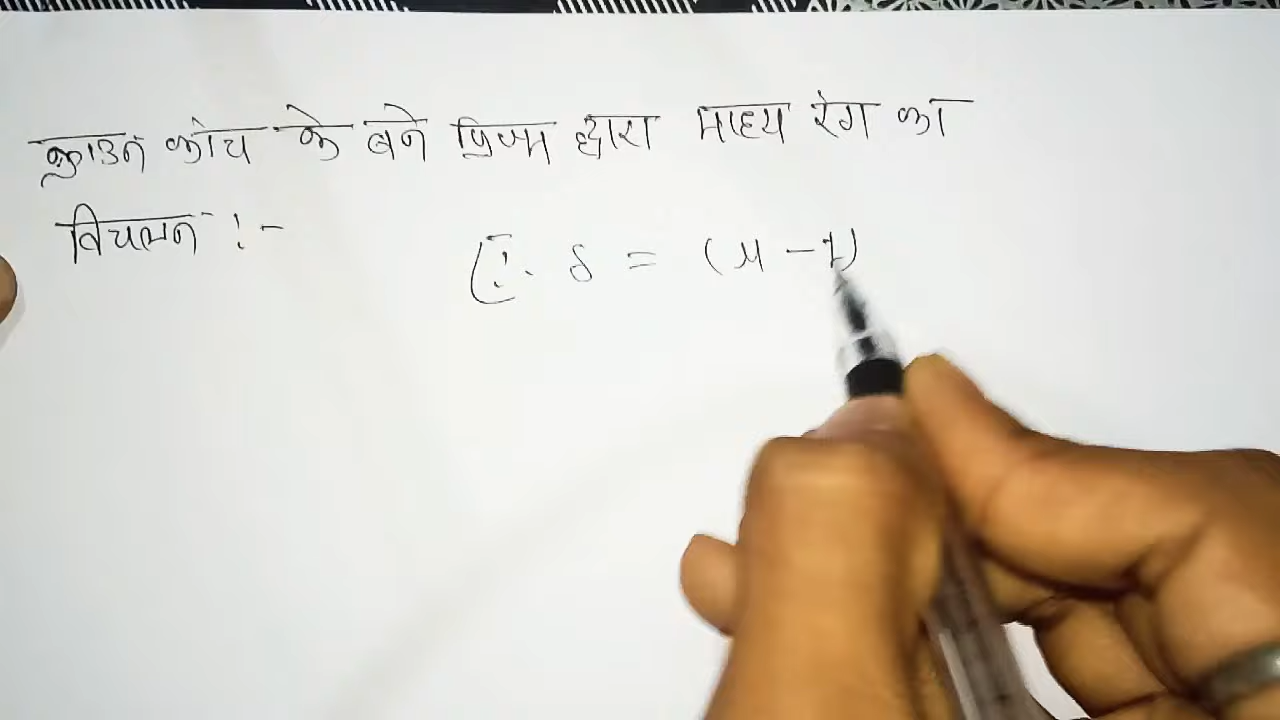 क्राउन काँच के बने प्रिज्म द्वारा माध्य रंग का
विचलन :-
[∵ δ = (μ - 1)